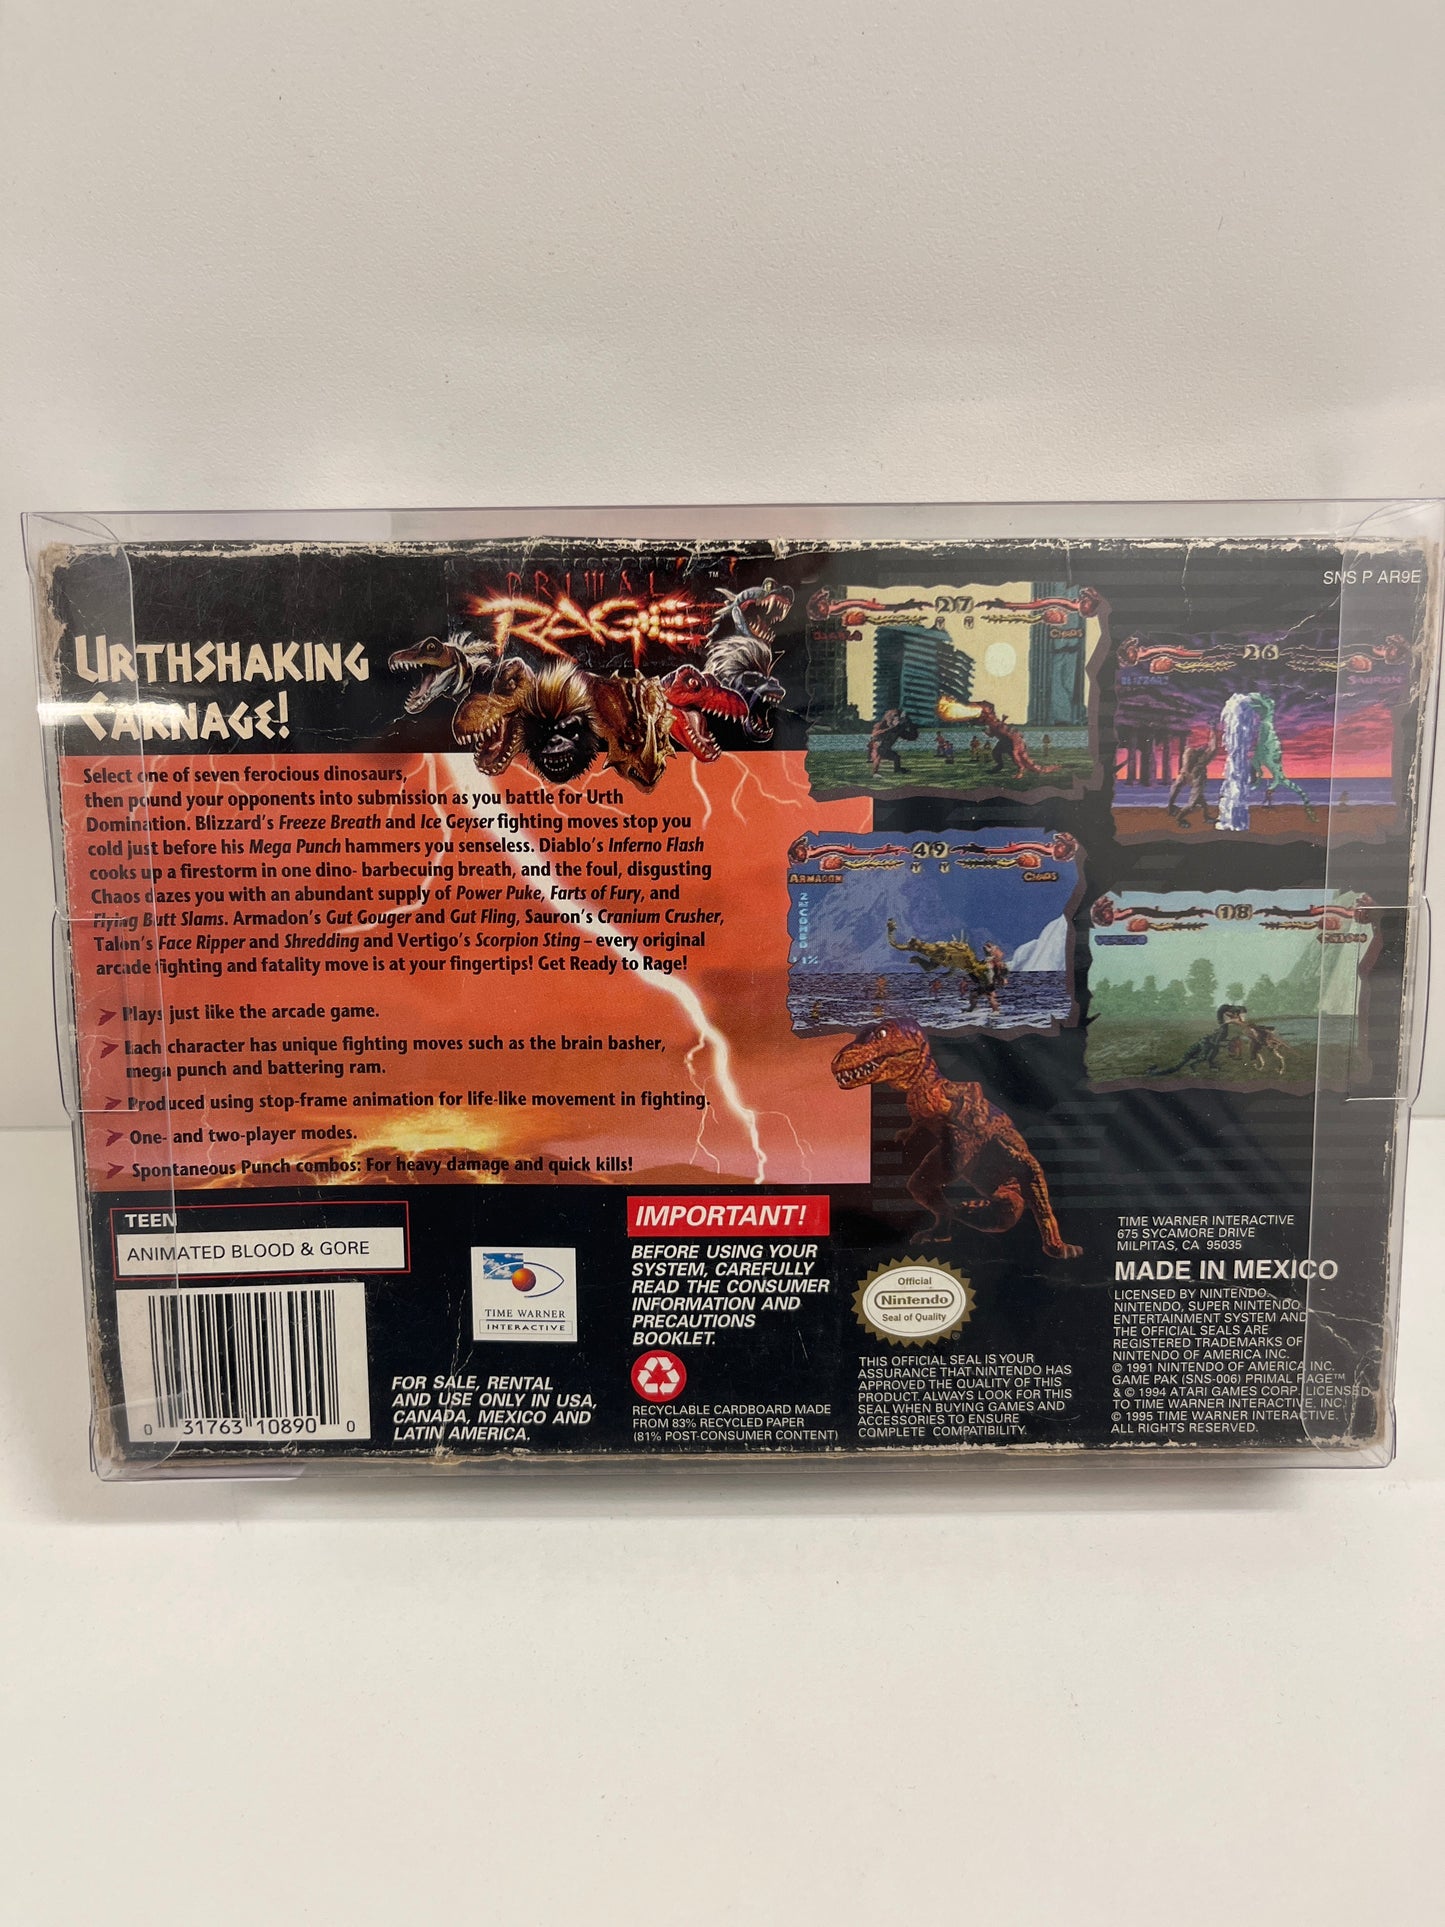 SNS P AR9E
PRIMAL
RAGE™
URTHSHAKING
CARNAGE!
Select one of seven ferocious dinosaurs,
then pound your opponents into submission as you battle for Urth
Domination. Blizzard's Freeze Breath and Ice Geyser fighting moves stop you
cold just before his Mega Punch hammers you senseless. Diablo's Inferno Flash
cooks up a firestorm in one dino- barbecuing breath, and the foul, disgusting
Chaos dazes you with an abundant supply of Power Puke, Farts of Fury, and
Flying Butt Slams. Armadon's Gut Gouger and Gut Fling, Sauron's Cranium Crusher,
Talon's Face Ripper and Shredding and Vertigo's Scorpion Sting – every original
arcade fighting and fatality move is at your fingertips! Get Ready to Rage!
Plays just like the arcade game.
Each character has unique fighting moves such as the brain basher,
mega punch and battering ram.
Produced using stop-frame animation for life-like movement in fighting.
One- and two-player modes.
Spontaneous Punch combos: For heavy damage and quick kills!
27
DIABLO CHAOS
26
BLIZZARD SAURON
49
ARMADON CHAOS
18
VERTIGO
TEEN
ANIMATED BLOOD & GORE
0 31763 10890 0
TIME WARNER
INTERACTIVE
FOR SALE, RENTAL
AND USE ONLY IN USA,
CANADA, MEXICO AND
LATIN AMERICA.
IMPORTANT!
BEFORE USING YOUR
SYSTEM, CAREFULLY
READ THE CONSUMER
INFORMATION AND
PRECAUTIONS
BOOKLET.
RECYCLABLE CARDBOARD MADE
FROM 83% RECYCLED PAPER
(81% POST-CONSUMER CONTENT)
Official
Nintendo
Seal of Quality
®
THIS OFFICIAL SEAL IS YOUR
ASSURANCE THAT NINTENDO HAS
APPROVED THE QUALITY OF THIS
PRODUCT. ALWAYS LOOK FOR THIS
SEAL WHEN BUYING GAMES AND
ACCESSORIES TO ENSURE
COMPLETE COMPATIBILITY.
TIME WARNER INTERACTIVE
675 SYCAMORE DRIVE
MILPITAS, CA 95035
MADE IN MEXICO
LICENSED BY NINTENDO.
NINTENDO, SUPER NINTENDO
ENTERTAINMENT SYSTEM AND
THE OFFICIAL SEALS ARE
REGISTERED TRADEMARKS OF
NINTENDO OF AMERICA INC.
© 1991 NINTENDO OF AMERICA, INC.
GAME PAK (SNS-006) PRIMAL RAGE™
& © 1994 ATARI GAMES CORP. LICENSED
TO TIME WARNER INTERACTIVE, INC.
© 1995 TIME WARNER INTERACTIVE.
ALL RIGHTS RESERVED.